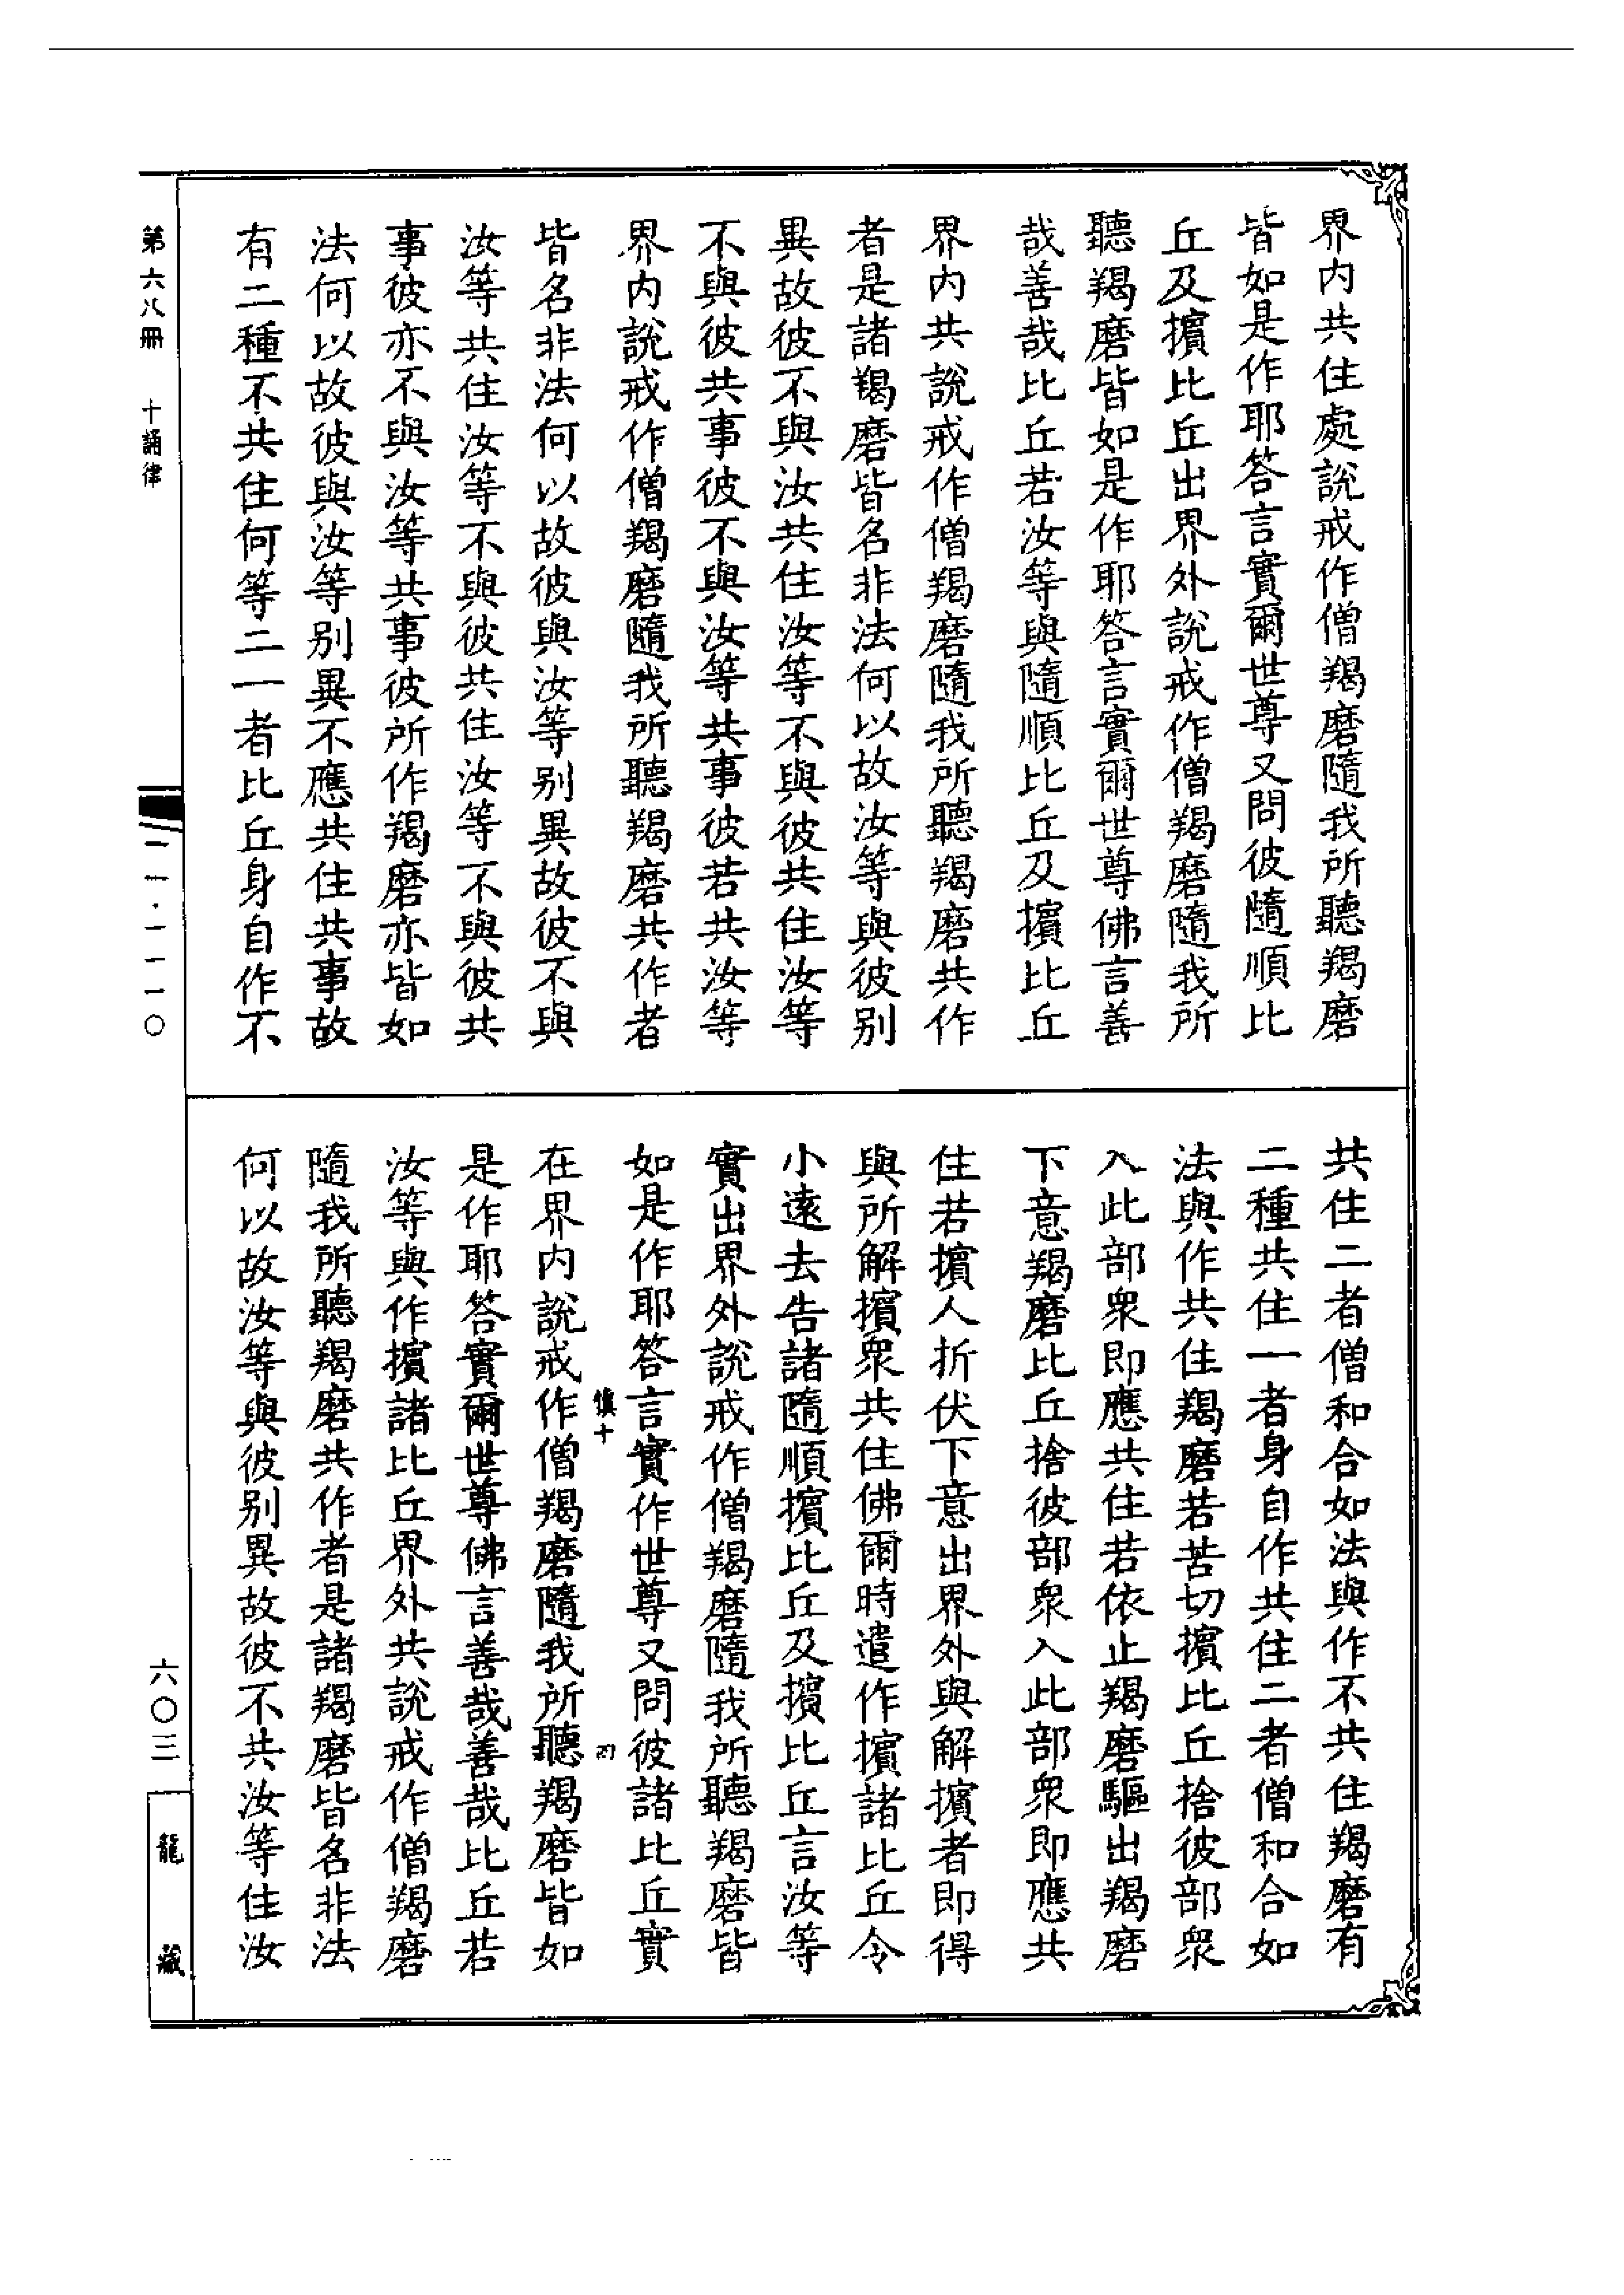 界內共住處說戒作僧羯磨隨我所聽羯磨
皆如是作耶答言實爾世尊又問彼隨順比
丘及擯比丘出界外說戒作僧羯磨隨我所
聽羯磨皆如是作耶答言實爾世尊佛言善
哉善哉比丘若汝等與隨順比丘及擯比丘
界內共說戒作僧羯磨隨我所聽羯磨共作
者是諸羯磨皆名非法何以故汝等與彼別
異故彼不與汝共住汝等不與彼共住汝等
不與彼共事彼不與汝等共事彼若共汝等
界內說戒作僧羯磨隨我所聽羯磨共作者
皆名非法何以故彼與汝等別異故彼不與
汝等共住汝等不與彼共住汝等不與彼共
事彼亦不與汝等共事彼所作羯磨亦皆如
法何以故彼與汝等別異不應共住共事故
有二種不共住何等二一者比丘身自作不
共住二者僧和合如法與作不共住羯磨有
二種共住一者身自作共住二者僧和合如
法與作共住羯磨若苦切擯比丘捨彼部眾
入此部眾即應共住若依止羯磨驅出羯磨
下意羯磨比丘捨彼部眾入此部眾即應共
住若擯人折伏下意出界外與解擯者即得
與所解擯眾共住佛爾時遣作擯諸比丘令
小遠去告諸隨順擯比丘及擯比丘言汝等
實出界外說戒作僧羯磨隨我所聽羯磨皆
如是作耶答言實作世尊又問彼諸比丘實
慎十
四
在界內說戒作僧羯磨隨我所聽羯磨皆如
是作耶答實爾世尊佛言善哉善哉比丘若
汝等與作擯諸比丘界外共說戒作僧羯磨
隨我所聽羯磨共作者是諸羯磨皆名非法
何以故汝等與彼別異故彼不共汝等住汝
第六八冊 十誦律
一一·一一一〇
六〇三
龍藏